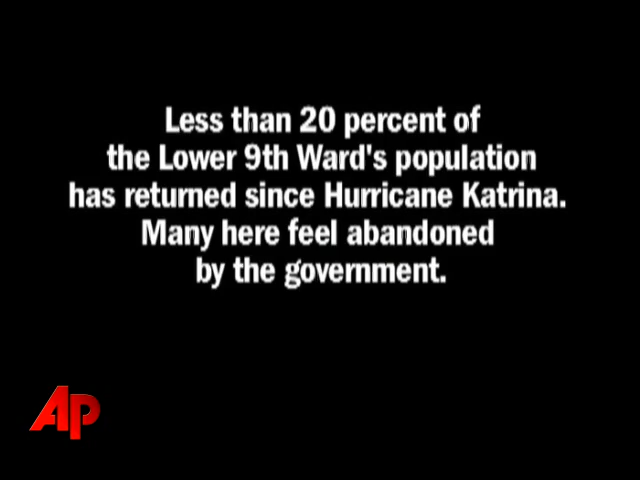 Less than 20 percent of
the Lower 9th Ward's population
has returned since Hurricane Katrina.
Many here feel abandoned
by the government.
AP